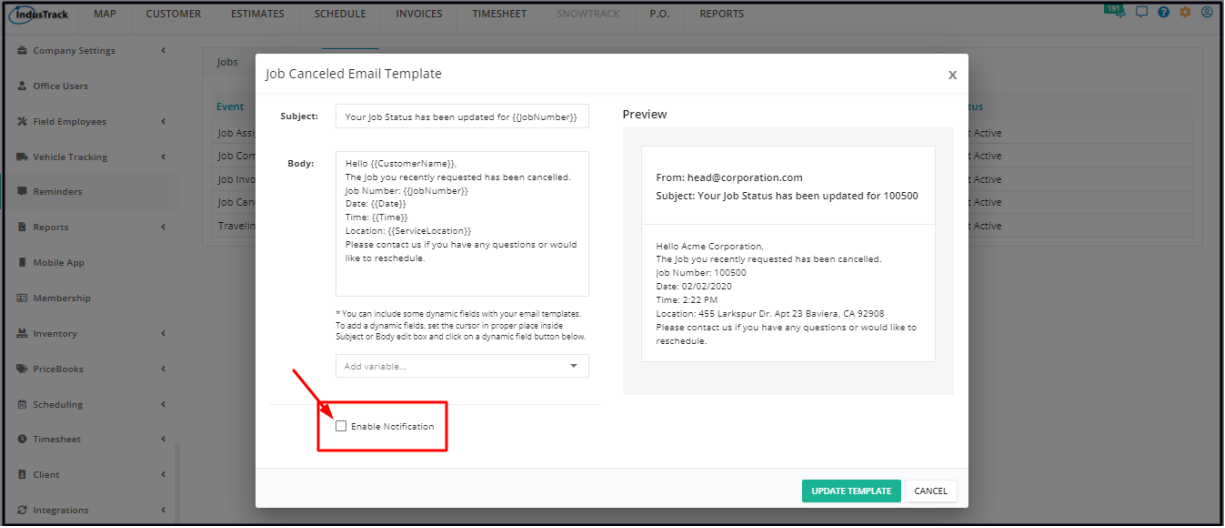 IndusTrack
MAP
CUSTOMER
ESTIMATES
SCHEDULE
INVOICES
TIMESHEET
SNOWTRACK
P.O.
REPORTS
191
Company Settings
Office Users
Field Employees
Vehicle Tracking
Reminders
Reports
Mobile App
Membership
Inventory
PriceBooks
Scheduling
Timesheet
Client
Integrations
Jobs
Event
Job Assi
Job Com
Job Invo
Job Can
Travelin
Job Canceled Email Template
x
Subject:
Your Job Status has been updated for {{JobNumber}}
Body:
Hello {{CustomerName}},
The Job you recently requested has been cancelled.
Job Number: {{JobNumber}}
Date: {{Date}}
Time: {{Time}}
Location: {{ServiceLocation}}
Please contact us if you have any questions or would
like to reschedule.
* You can include some dynamic fields with your email templates.
To add a dynamic fields, set the cursor in proper place inside
Subject or Body edit box and click on a dynamic field button below.
Add variable...
Enable Notification
Preview
From: head@corporation.com
Subject: Your Job Status has been updated for 100500
Hello Acme Corporation,
The Job you recently requested has been cancelled.
Job Number: 100500
Date: 02/02/2020
Time: 2:22 PM
Location: 455 Larkspur Dr. Apt 23 Baviera, CA 92908
Please contact us if you have any questions or would like to
reschedule.
UPDATE TEMPLATE
CANCEL
tus
t Active
t Active
t Active
t Active
t Active